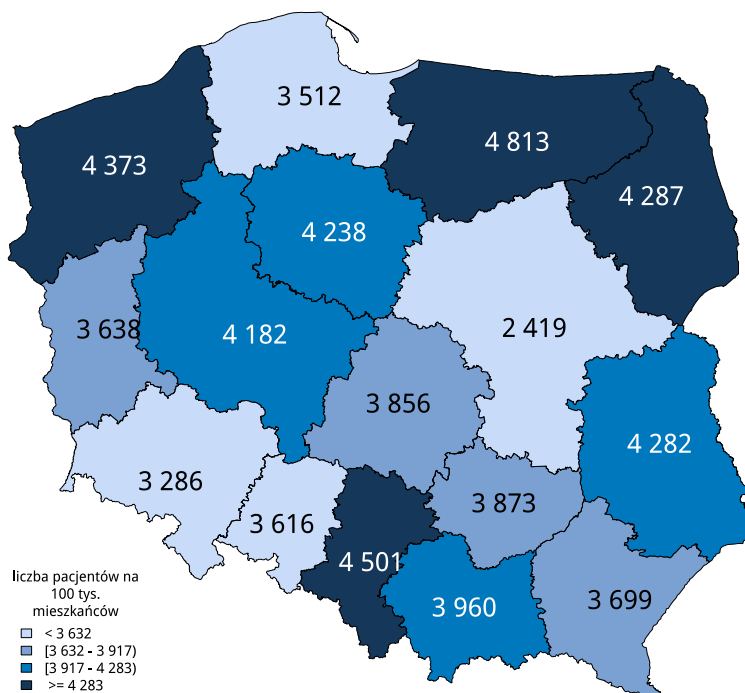 3 512
4 813
4 373
4 287
4 238
2 419
3 638
4 182
3 856
4 282
3 286
3 873
3 616
4 501
3 699
3 960
liczba pacjentów na
100 tys.
mieszkańców
< 3 632
[3 632 - 3 917)
[3 917 - 4 283)
>= 4 283